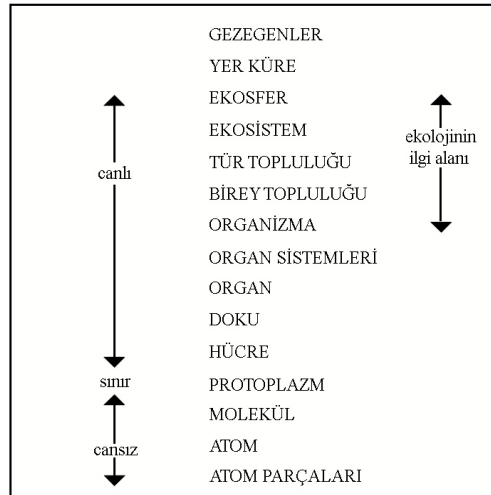 GEZEGENLER
YER KÜRE
EKOSFER
EKOSİSTEM
ekolojinin
ilgi alanı
TÜR TOPLULUĞU
canlı
BİREY TOPLULUĞU
ORGANİZMA
ORGAN SİSTEMLERİ
ORGAN
DOKU
HÜCRE
sınır
PROTOPLAZM
MOLEKÜL
ATOM
cansız
ATOM PARÇALARI